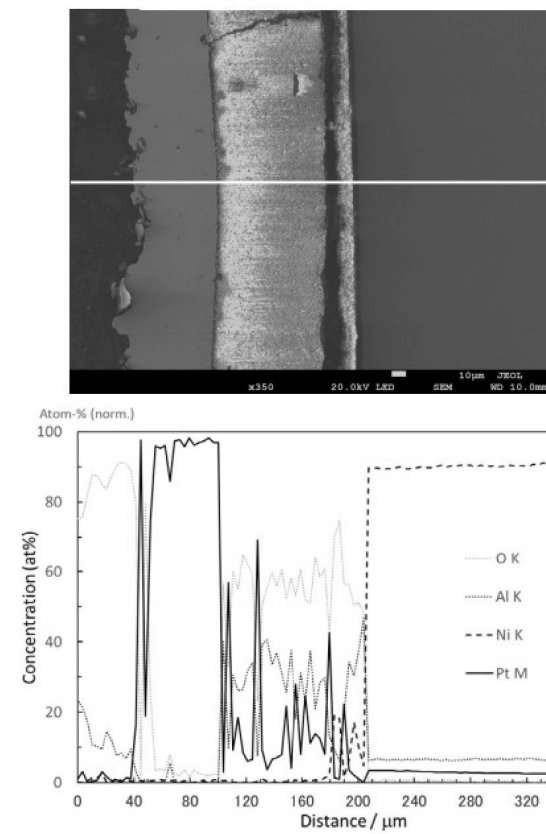 10µm JEOL
x350 20.0kV LED SEM WD 10.0mm
Atom-% (norm.)
100
80
60
40
20
0
Concentration (at%)
O K
Al K
Ni K
Pt M
0 40 80 120 160 200 240 280 320
Distance / µm